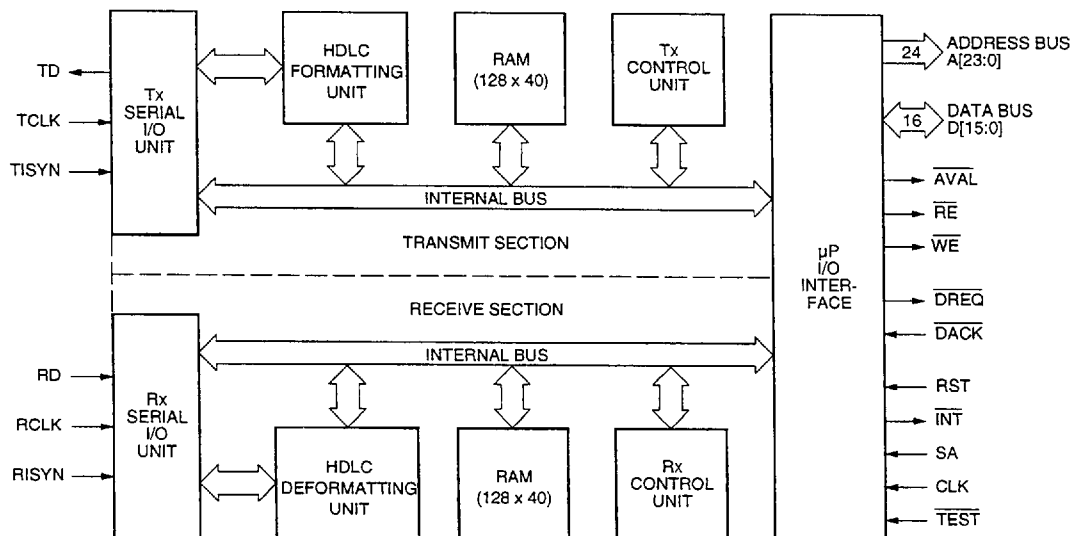 TD
TCLK
TISYN
Tx
SERIAL
I/O
UNIT
HDLC
FORMATTING
UNIT
RAM
(128 x 40)
Tx
CONTROL
UNIT
INTERNAL BUS
TRANSMIT SECTION
RECEIVE SECTION
INTERNAL BUS
RD
RCLK
RISYN
Rx
SERIAL
I/O
UNIT
HDLC
DEFORMATTING
UNIT
RAM
(128 x 40)
Rx
CONTROL
UNIT
µP
I/O
INTER-
FACE
24
ADDRESS BUS
A[23:0]
16
DATA BUS
D[15:0]
AVAL
RE
WE
DREQ
DACK
RST
INT
SA
CLK
TEST